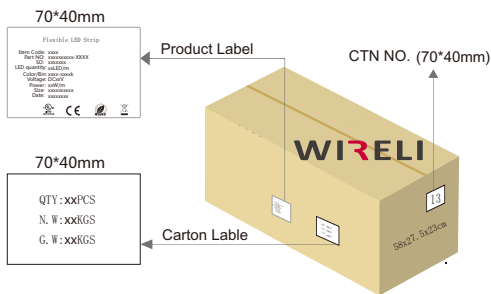 70*40mm
Flexible LED Strip
Item Code: xxxx
Part NO: xxxxxxxxxx-XXXX
SO: xxxxxxx
LED quantity: xxLED/m
Color/Bin: xxxx-xxxxk
Voltage: DCxxV
Power: xxW/m
Size: xxxxxxxxxx
Date: xxxxxxxx
Product Label
CTN NO. (70*40mm)
WIRELI
70*40mm
QTY:xxPCS
N.W:xxKGS
G.W:xxKGS
Carton Lable
13
58x27.5x23cm